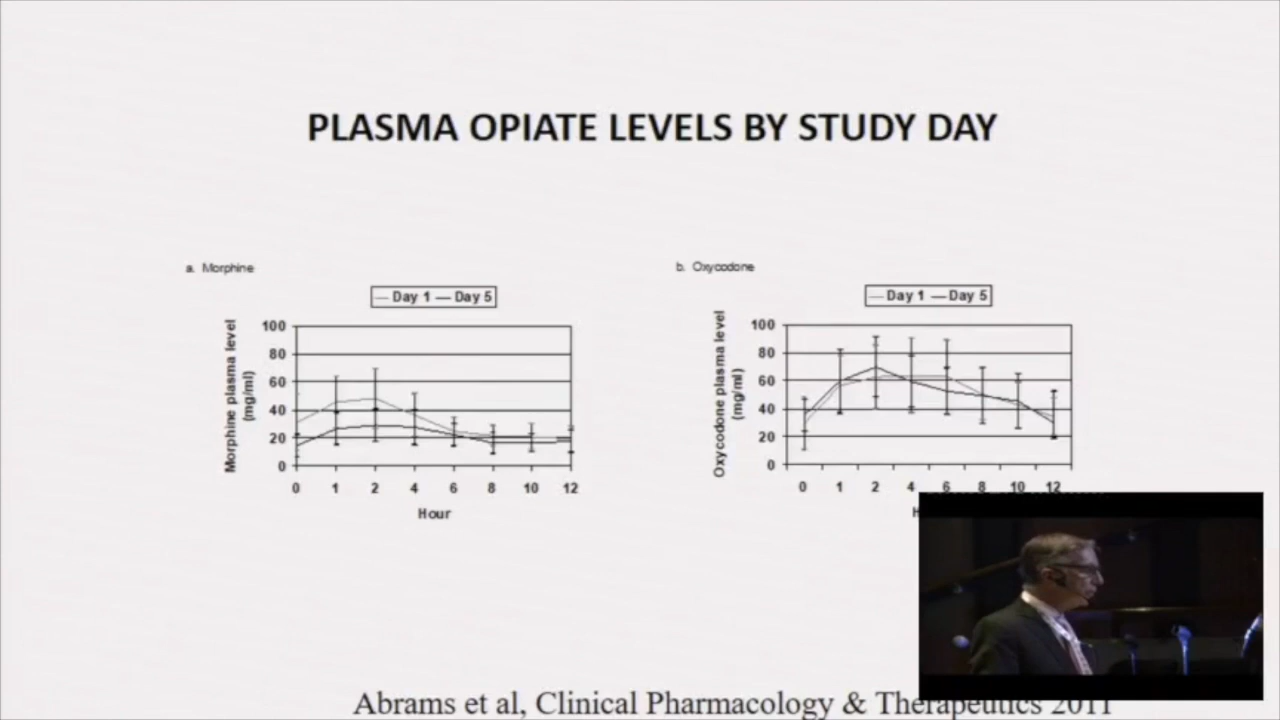 PLASMA OPIATE LEVELS BY STUDY DAY
a. Morphine
Day 1 Day 5
Morphine plasma level
(mg/ml)
100
80
60
40
20
0
0 1 2 4 6 8 10 12
Hour
b. Oxycodone
Day 1 Day 5
Oxycodone plasma level
(mg/ml)
100
80
60
40
20
0
0 1 2 4 6 8 10 12
H
Abrams et al, Clinical Pharmacology & Therapeutics 2011